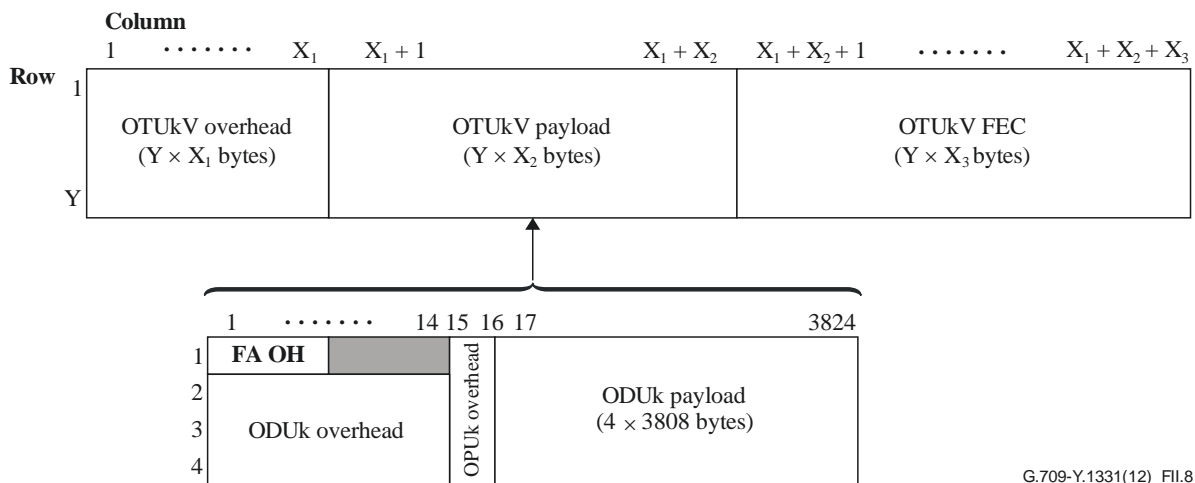 Column
1 ······· X₁ X₁ + 1 X₁ + X₂ X₁ + X₂ + 1 ······· X₁ + X₂ + X₃
Row
1
OTUkV overhead
(Y × X₁ bytes)
OTUkV payload
(Y × X₂ bytes)
OTUkV FEC
(Y × X₃ bytes)
Y
1 ······· 14 15 16 17 3824
1
FA OH
2
3
4
ODUk overhead
OPUk overhead
ODUk payload
(4 × 3808 bytes)
G.709-Y.1331(12)_FII.8